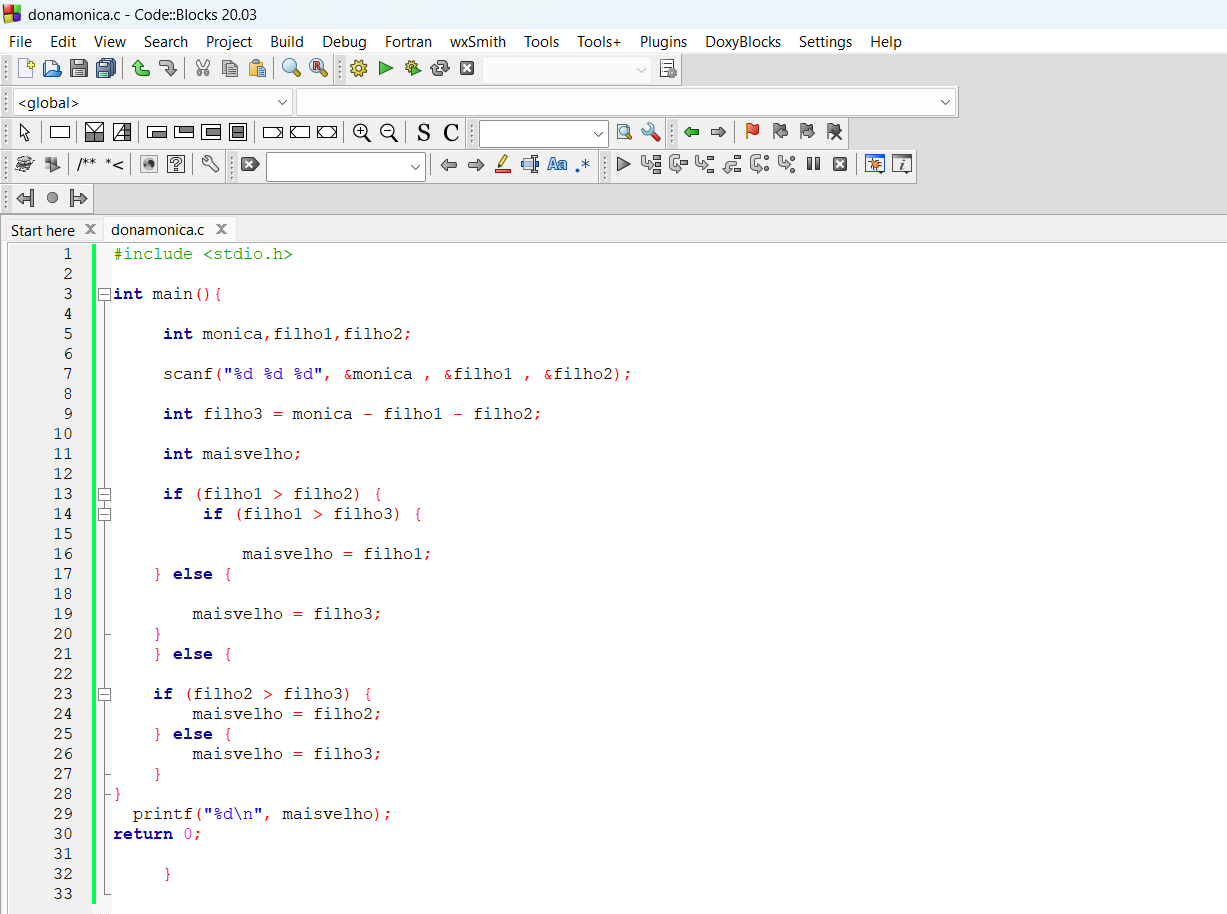 donamonica.c - Code::Blocks 20.03
File Edit View Search Project Build Debug Fortran wxSmith Tools Tools+ Plugins DoxyBlocks Settings Help
<global>
S C
/** *<
Aa .*
Start here X donamonica.c X
1 #include <stdio.h>
2
3 int main(){
4
5 int monica,filho1,filho2;
6
7 scanf("%d %d %d", &monica , &filho1 , &filho2);
8
9 int filho3 = monica - filho1 - filho2;
10
11 int maisvelho;
12
13 if (filho1 > filho2) {
14 if (filho1 > filho3) {
15
16 maisvelho = filho1;
17 } else {
18
19 maisvelho = filho3;
20 }
21 } else {
22
23 if (filho2 > filho3) {
24 maisvelho = filho2;
25 } else {
26 maisvelho = filho3;
27 }
28 }
29 printf("%d\n", maisvelho);
30 return 0;
31
32 }
33